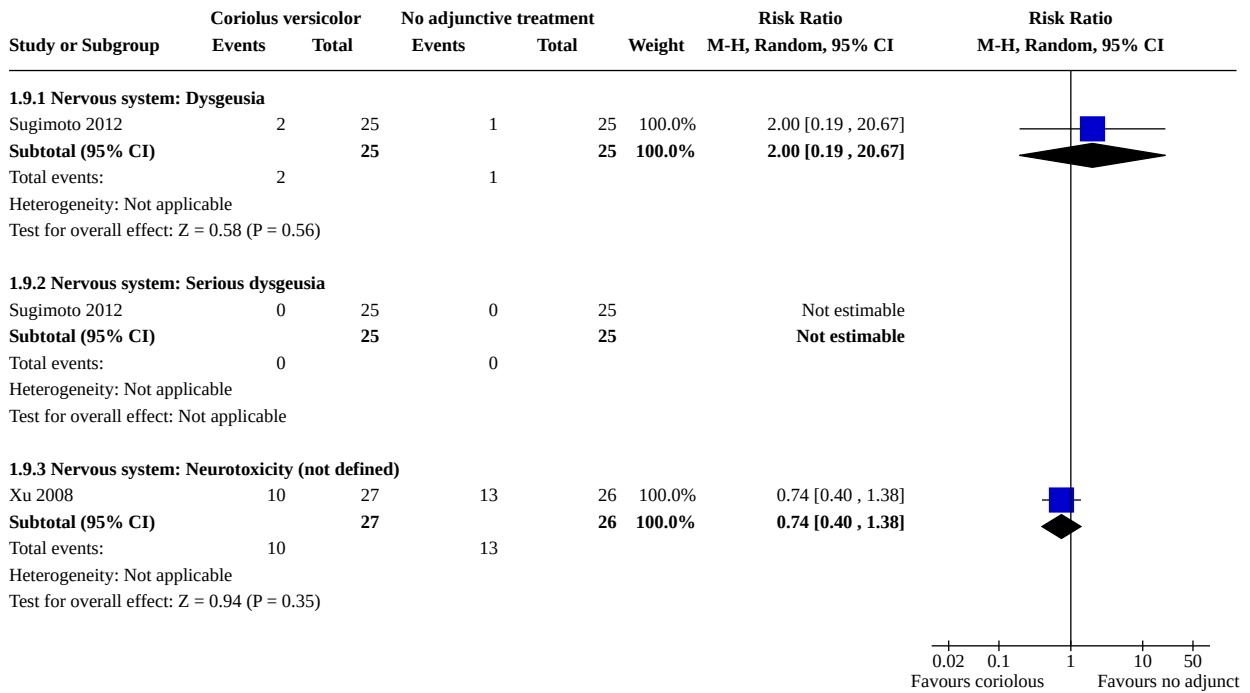 Coriolus versicolor No adjunctive treatment Risk Ratio Risk Ratio
Study or Subgroup Events Total Events Total Weight M-H, Random, 95% CI M-H, Random, 95% CI
1.9.1 Nervous system: Dysgeusia
Sugimoto 2012 2 25 1 25 100.0% 2.00 [0.19 , 20.67]
Subtotal (95% CI) 25 25 100.0% 2.00 [0.19 , 20.67]
Total events: 2 1
Heterogeneity: Not applicable
Test for overall effect: Z = 0.58 (P = 0.56)
1.9.2 Nervous system: Serious dysgeusia
Sugimoto 2012 0 25 0 25 Not estimable
Subtotal (95% CI) 25 25 Not estimable
Total events: 0 0
Heterogeneity: Not applicable
Test for overall effect: Not applicable
1.9.3 Nervous system: Neurotoxicity (not defined)
Xu 2008 10 27 13 26 100.0% 0.74 [0.40 , 1.38]
Subtotal (95% CI) 27 26 100.0% 0.74 [0.40 , 1.38]
Total events: 10 13
Heterogeneity: Not applicable
Test for overall effect: Z = 0.94 (P = 0.35)
0.02 0.1 1 10 50
Favours coriolous Favours no adjunct